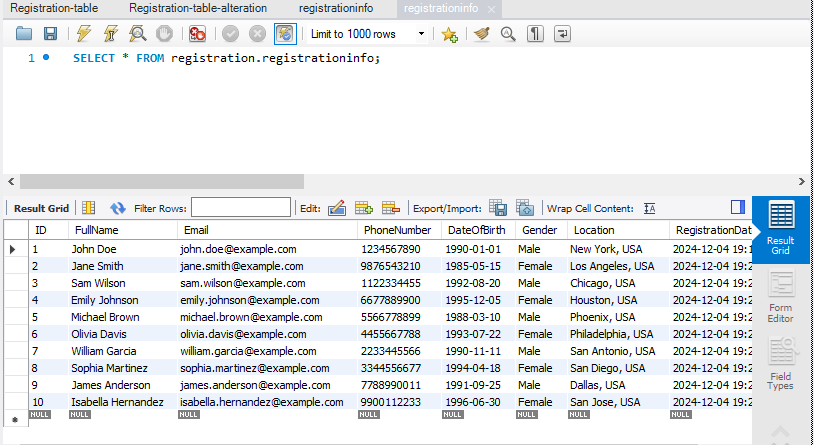 Registration-table Registration-table-alteration registrationinfo registrationinfo
Limit to 1000 rows
1 SELECT * FROM registration.registrationinfo;
Result Grid Filter Rows: Edit: Export/Import: Wrap Cell Content:
ID FullName Email PhoneNumber DateOfBirth Gender Location RegistrationDat
1 John Doe john.doe@example.com 1234567890 1990-01-01 Male New York, USA 2024-12-04 19:1
2 Jane Smith jane.smith@example.com 9876543210 1985-05-15 Female Los Angeles, USA 2024-12-04 19:2
3 Sam Wilson sam.wilson@example.com 1122334455 1992-08-20 Male Chicago, USA 2024-12-04 19:2
4 Emily Johnson emily.johnson@example.com 6677889900 1995-12-05 Female Houston, USA 2024-12-04 19:2
5 Michael Brown michael.brown@example.com 5566778899 1988-03-10 Male Phoenix, USA 2024-12-04 19:2
6 Olivia Davis olivia.davis@example.com 4455667788 1993-07-22 Female Philadelphia, USA 2024-12-04 19:2
7 William Garcia william.garcia@example.com 2233445566 1990-11-11 Male San Antonio, USA 2024-12-04 19:2
8 Sophia Martinez sophia.martinez@example.com 3344556677 1994-04-18 Female San Diego, USA 2024-12-04 19:2
9 James Anderson james.anderson@example.com 7788990011 1991-09-25 Male Dallas, USA 2024-12-04 19:2
10 Isabella Hernandez isabella.hernandez@example.com 9900112233 1996-06-30 Female San Jose, USA 2024-12-04 19:2
NULL NULL NULL NULL NULL NULL NULL NULL
Result
Grid
Form
Editor
Field
Types